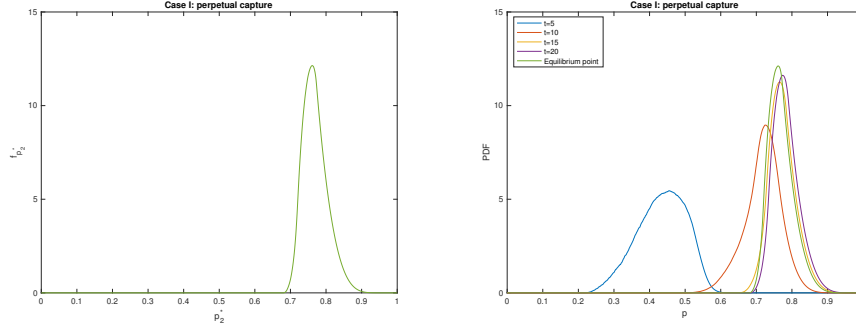 Case I: perpetual capture
15
10
5
0
f_{p_2^*}
0 0.1 0.2 0.3 0.4 0.5 0.6 0.7 0.8 0.9 1
p_2^*
Case I: perpetual capture
t=5
t=10
t=15
t=20
Equilibrium point
15
10
5
0
PDF
0 0.1 0.2 0.3 0.4 0.5 0.6 0.7 0.8 0.9
p